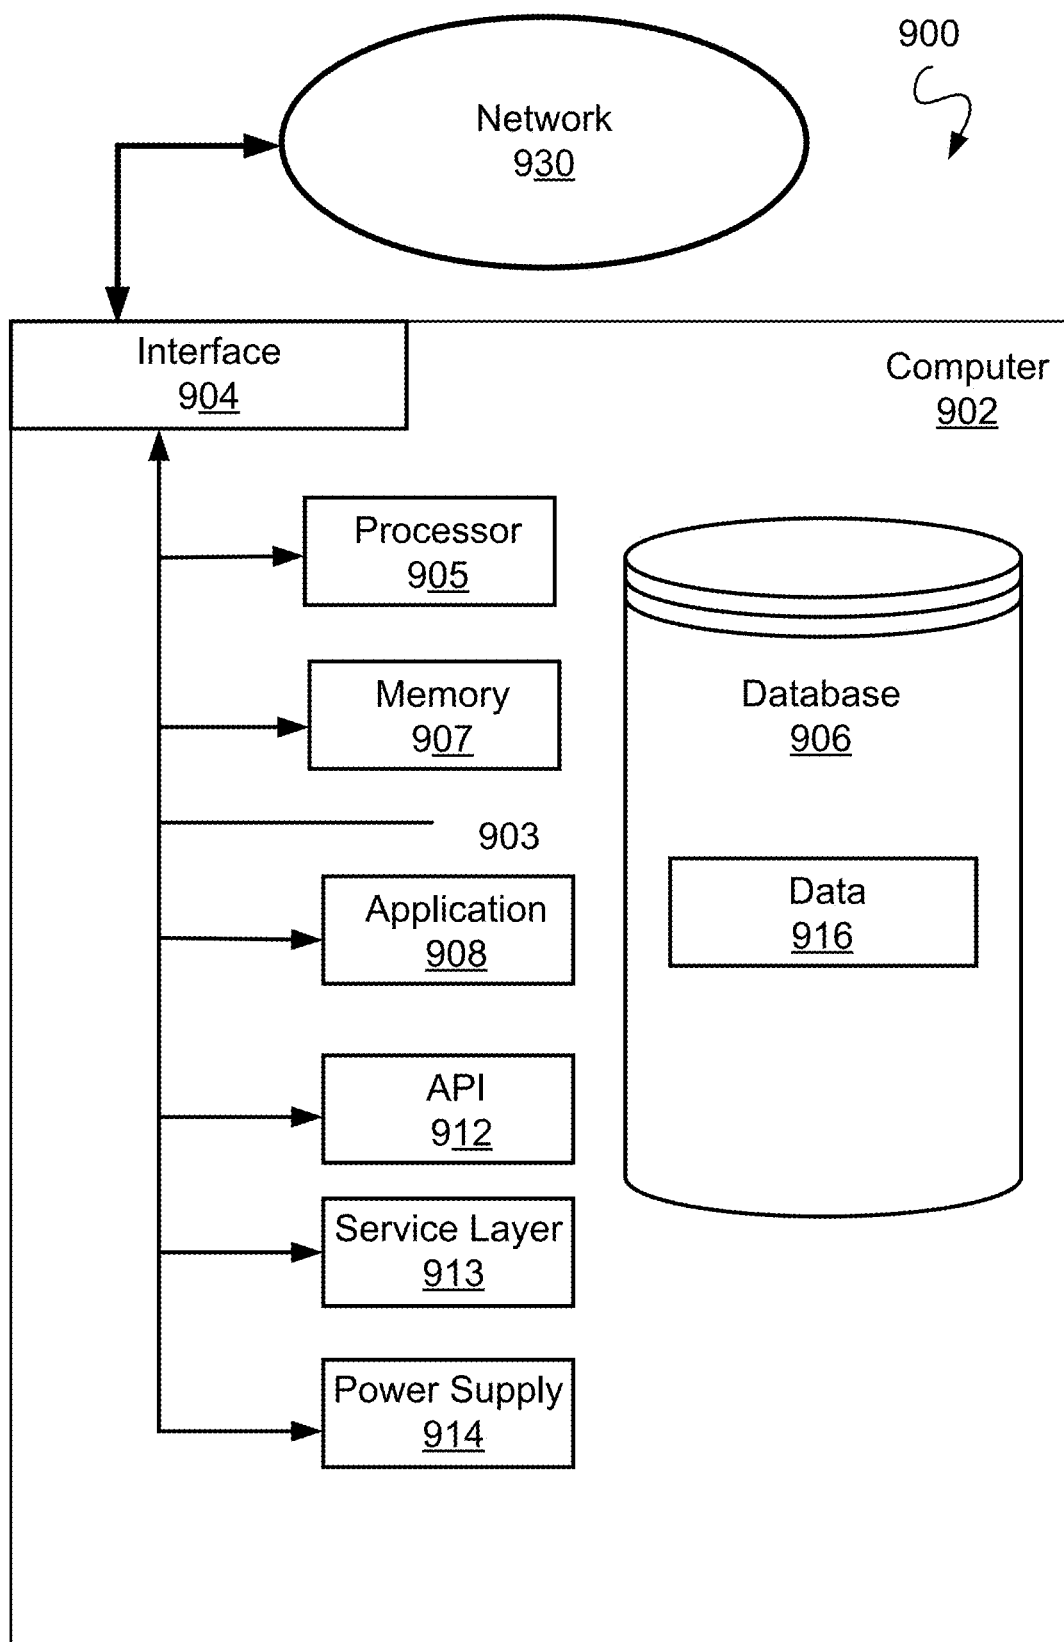 900
Network
930
Interface
904
Computer
902
Processor
905
Memory
907
Database
906
903
Application
908
Data
916
API
912
Service Layer
913
Power Supply
914